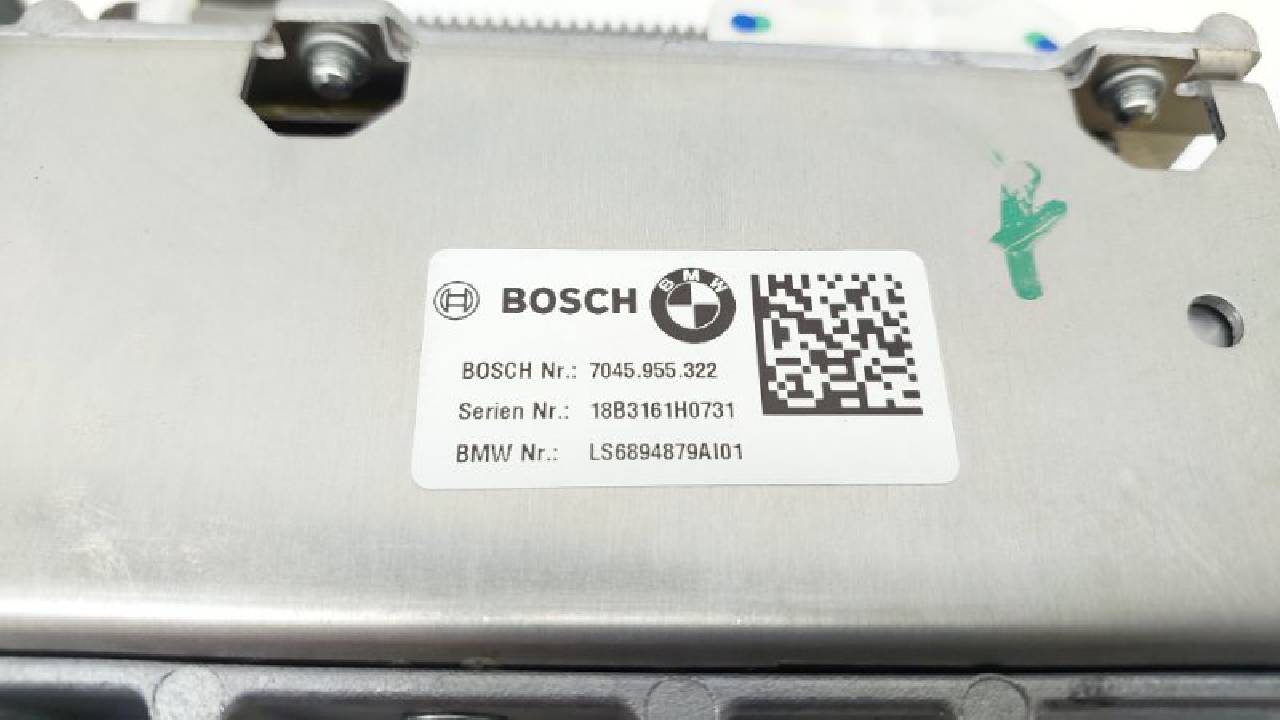 BOSCH BMW
BOSCH Nr.: 7045.955.322
Serien Nr.: 18B3161H0731
BMW Nr.: LS6894879AI01